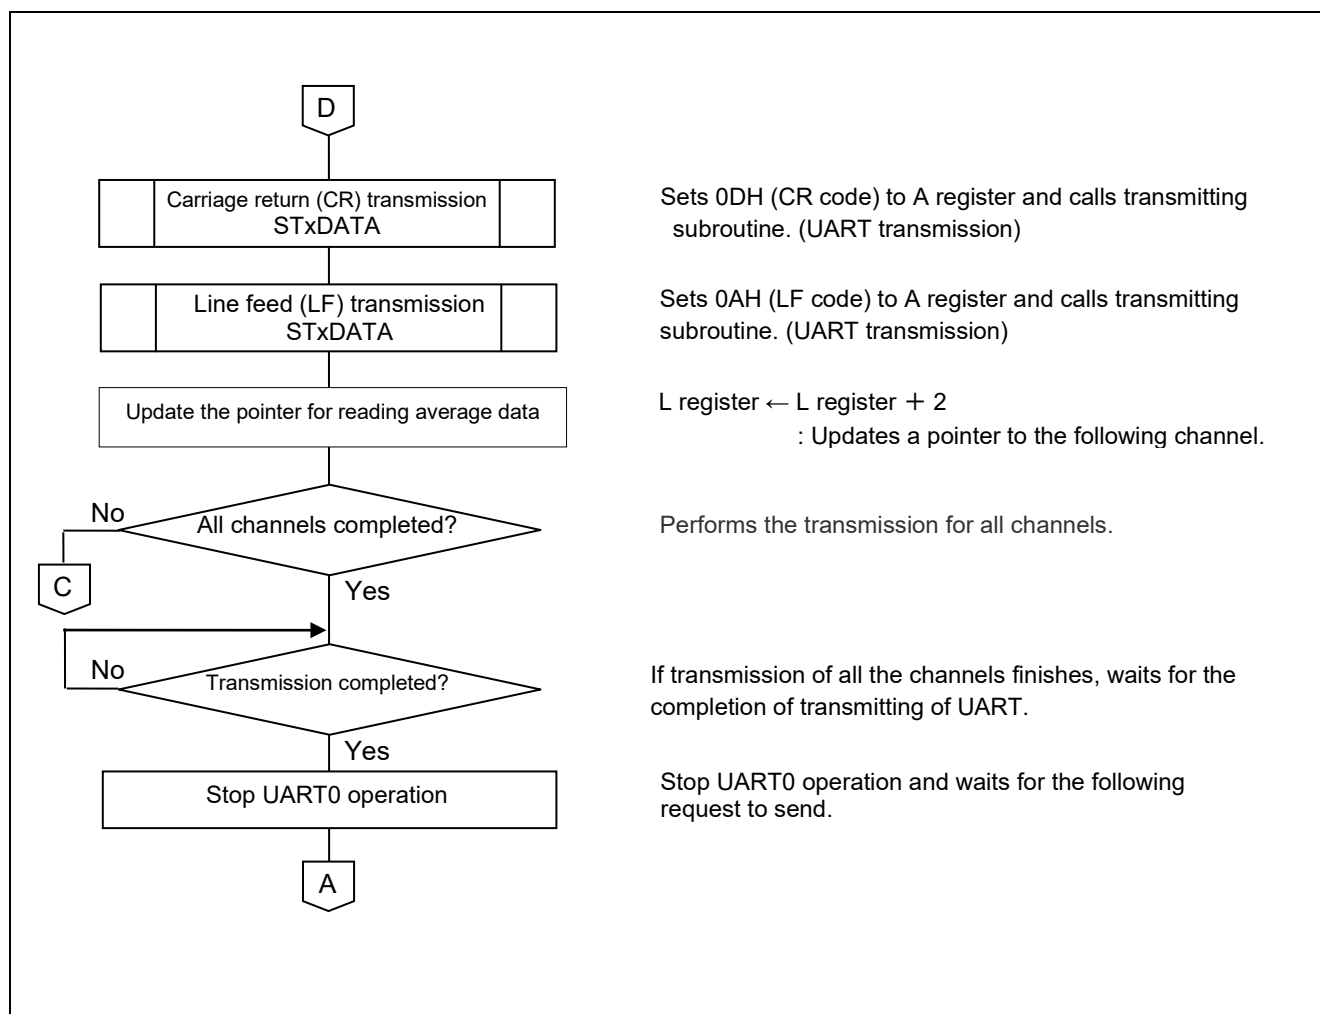 D
Carriage return (CR) transmission
STxDATA
Sets 0DH (CR code) to A register and calls transmitting
subroutine. (UART transmission)
Line feed (LF) transmission
STxDATA
Sets 0AH (LF code) to A register and calls transmitting
subroutine. (UART transmission)
Update the pointer for reading average data
L register ← L register + 2
: Updates a pointer to the following channel.
No
All channels completed?
Performs the transmission for all channels.
C
Yes
No
Transmission completed?
If transmission of all the channels finishes, waits for the
completion of transmitting of UART.
Yes
Stop UART0 operation
Stop UART0 operation and waits for the following
request to send.
A